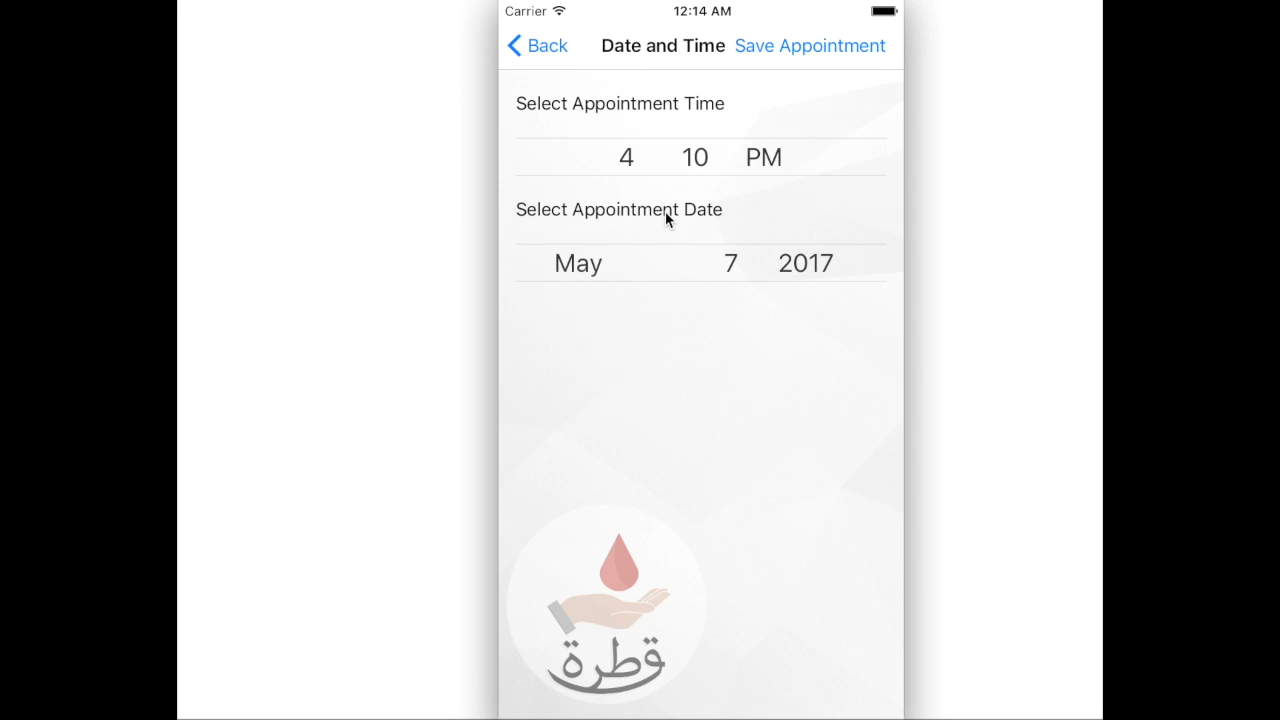 Carrier 12:14 AM
Back Date and Time Save Appointment
Select Appointment Time
4 10 PM
Select Appointment Date
May 7 2017
قطرة